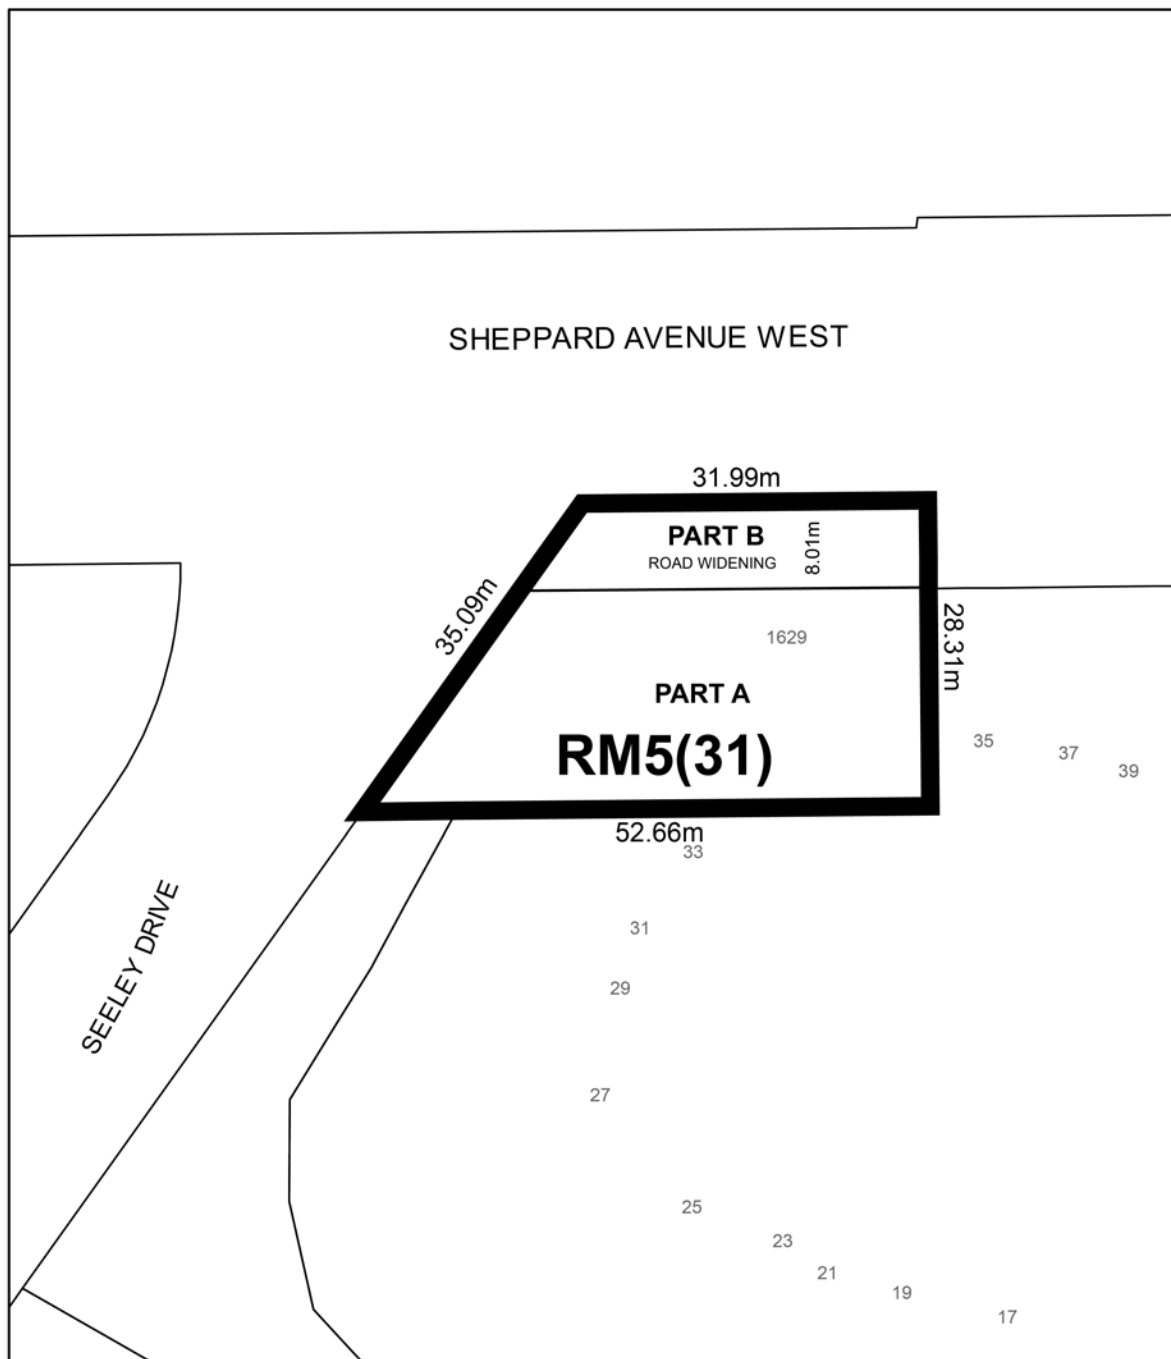 SHEPPARD AVENUE WEST
31.99m
PART B
ROAD WIDENING
8.01m
35.09m
28.31m
1629
PART A
RM5(31)
35
37
39
52.66m
33
SEELEY DRIVE
31
29
27
25
23
21
19
17